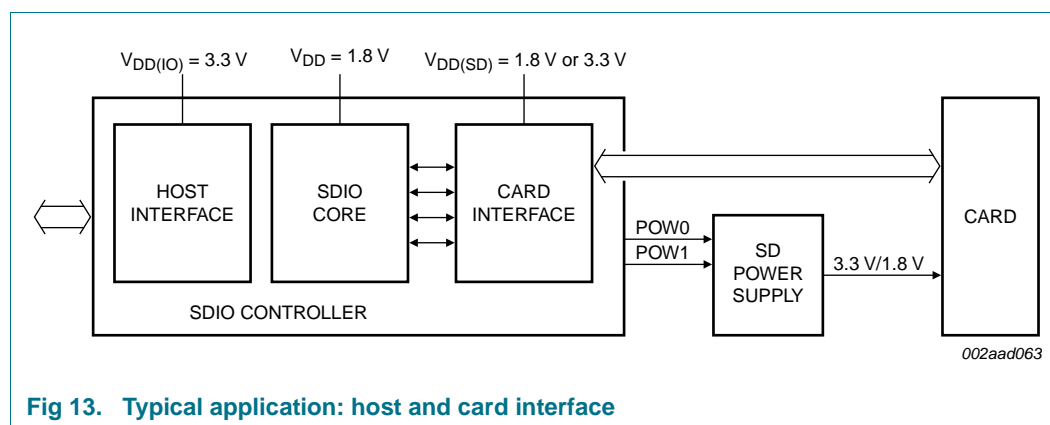 VDD(IO) = 3.3 V
VDD = 1.8 V
VDD(SD) = 1.8 V or 3.3 V
HOST
INTERFACE
SDIO
CORE
CARD
INTERFACE
CARD
POW0
POW1
SD
POWER
SUPPLY
3.3 V/1.8 V
SDIO CONTROLLER
002aad063
Fig 13. Typical application: host and card interface